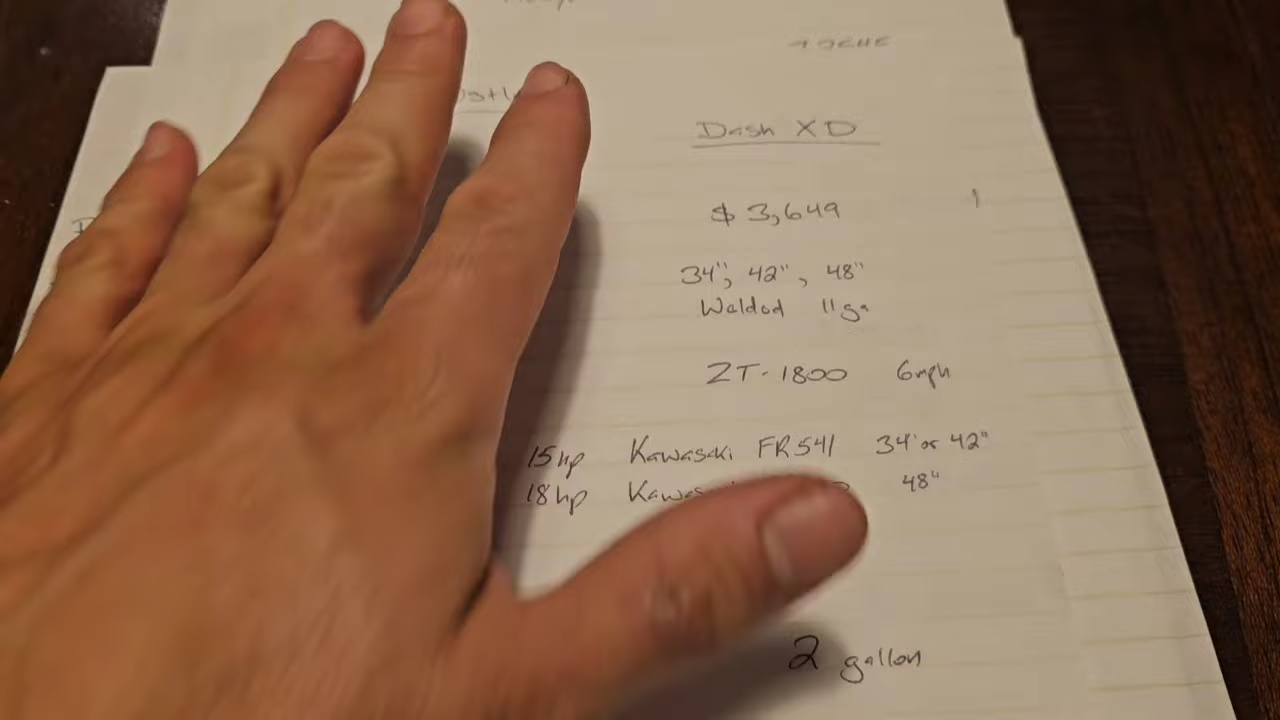 Dash XD
$ 3,649
34", 42", 48"
Welded 11ga
ZT-1800 6mph
15hp Kawasaki FR541 34" or 42"
18hp 48"
2 gallon